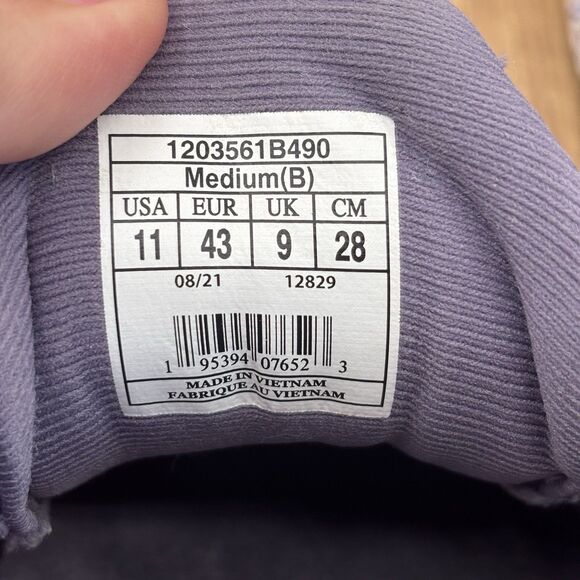 1203561B490
Medium(B)
USA EUR UK CM
11 43 9 28
08/21 12829
1 95394 07652 3
MADE IN VIETNAM
FABRIQUE AU VIETNAM